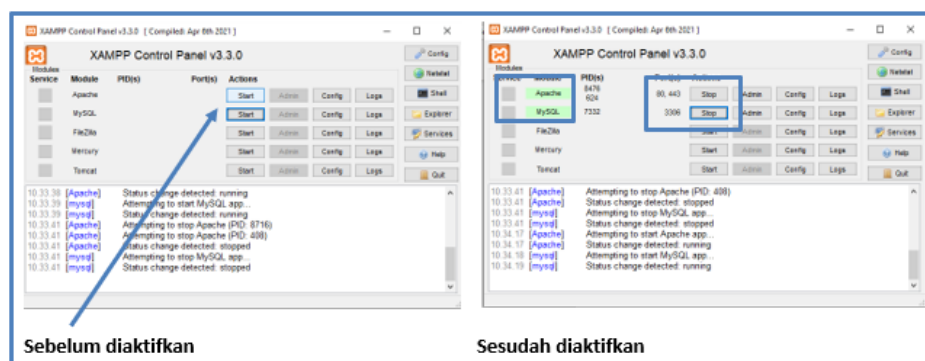 XAMPP Control Panel v3.3.0 [ Compiled: Apr 6th 2021 ]
XAMPP Control Panel v3.3.0
Config
Modules
Service Module PID(s) Port(s) Actions
Netstat
Apache Start Admin Config Logs
Shell
MySQL Start Admin Config Logs
Explorer
FileZilla Start Admin Config Logs
Services
Mercury Start Admin Config Logs
Help
Tomcat Start Admin Config Logs
Quit
10.33.38 [Apache] Status change detected: running
10.33.39 [mysql] Attempting to start MySQL app...
10.33.39 [mysql] Status change detected: running
10.33.41 [Apache] Attempting to stop Apache (PID: 8716)
10.33.41 [Apache] Attempting to stop Apache (PID: 408)
10.33.41 [Apache] Status change detected: stopped
10.33.41 [mysql] Attempting to stop MySQL app...
10.33.41 [mysql] Status change detected: stopped
Sebelum diaktifkan
XAMPP Control Panel v3.3.0 [ Compiled: Apr 6th 2021 ]
XAMPP Control Panel v3.3.0
Config
Modules
Service Module PID(s) Port(s) Actions
Netstat
Apache 8476 624 80, 443 Stop Admin Config Logs
Shell
MySQL 7332 3306 Stop Admin Config Logs
Explorer
FileZilla Start Admin Config Logs
Services
Mercury Start Admin Config Logs
Help
Tomcat Start Admin Config Logs
Quit
10.33.41 [Apache] Attempting to stop Apache (PID: 408)
10.33.41 [Apache] Status change detected: stopped
10.33.41 [mysql] Attempting to stop MySQL app...
10.33.41 [mysql] Status change detected: stopped
10.34.17 [Apache] Attempting to start Apache app...
10.34.17 [Apache] Status change detected: running
10.34.18 [mysql] Attempting to start MySQL app...
10.34.19 [mysql] Status change detected: running
Sesudah diaktifkan